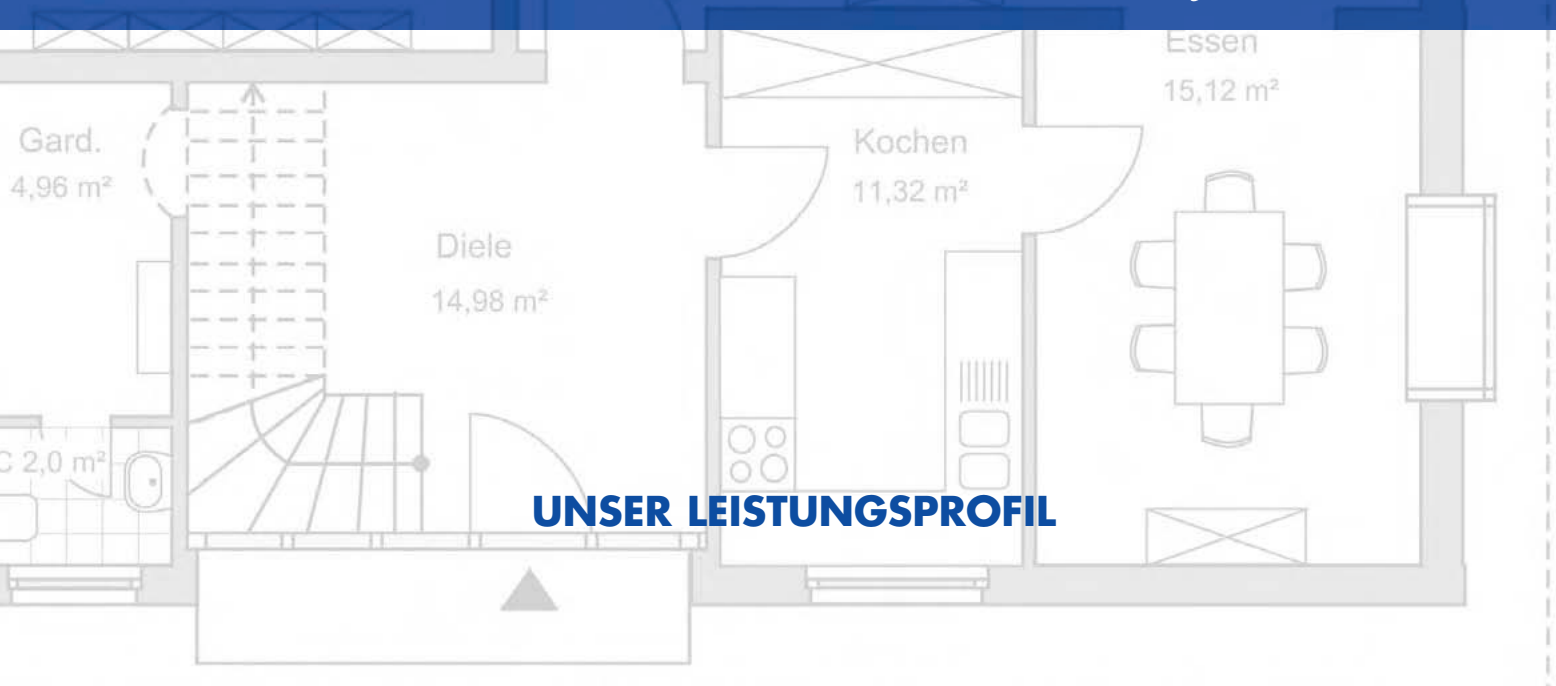 Essen
15,12 m²
Gard.
4,96 m²
Kochen
11,32 m²
Diele
14,98 m²
C 2,0 m²
UNSER LEISTUNGSPROFIL